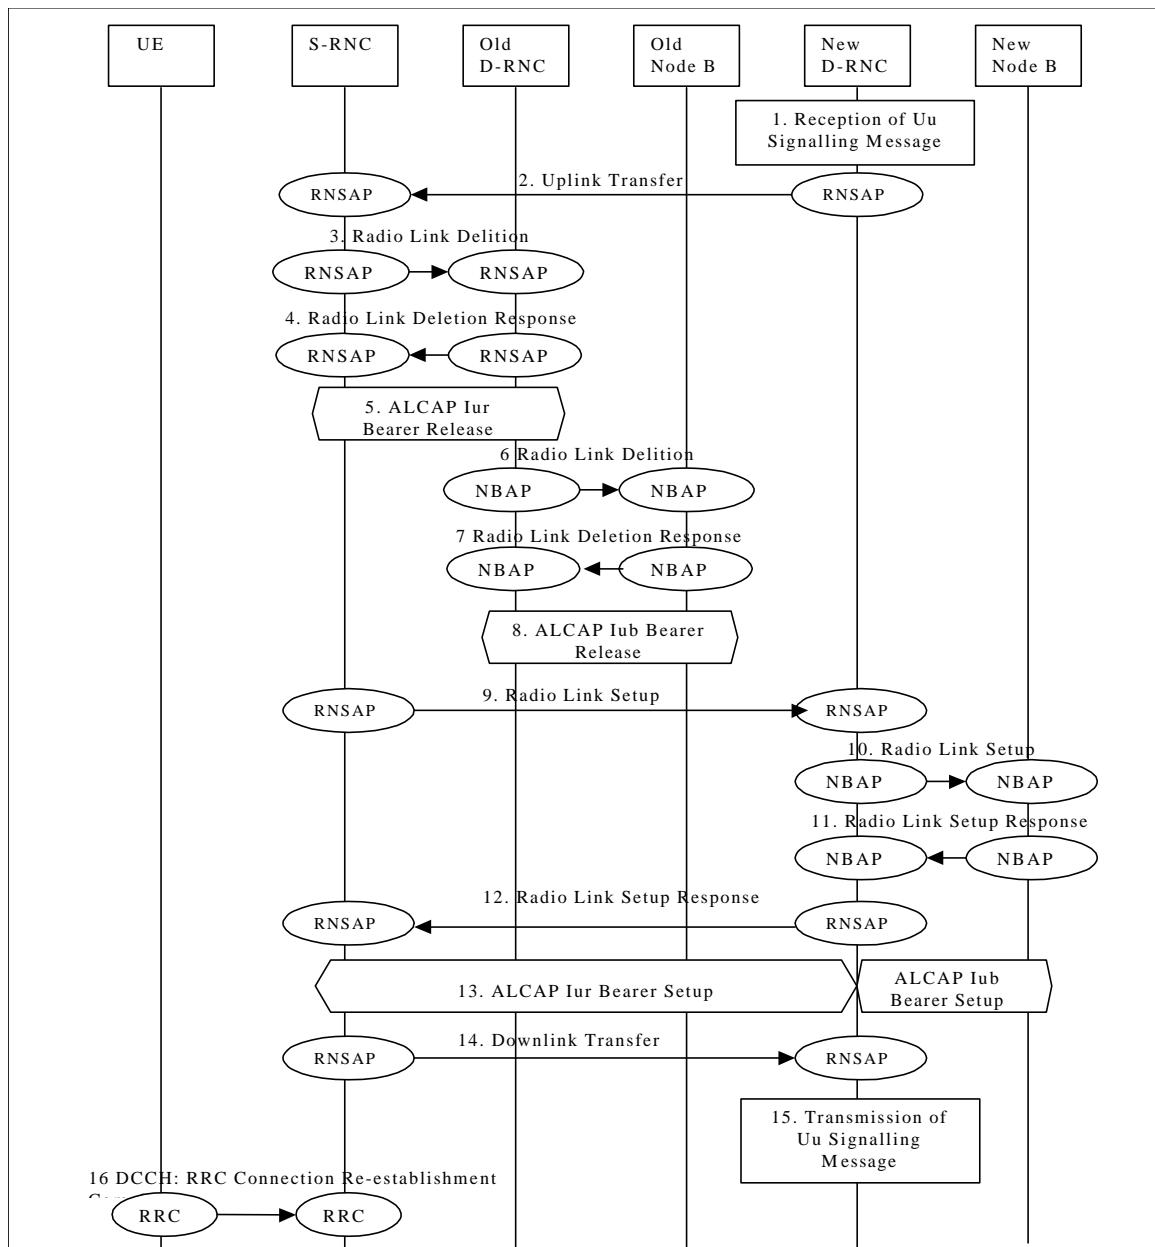 UE
S-RNC
Old
D-RNC
Old
Node B
New
D-RNC
New
Node B
1. Reception of Uu
Signalling Message
2. Uplink Transfer
RNSAP
RNSAP
3. Radio Link Delition
RNSAP
RNSAP
4. Radio Link Deletion Response
RNSAP
RNSAP
5. ALCAP Iur
Bearer Release
6 Radio Link Delition
NBAP
NBAP
7 Radio Link Deletion Response
NBAP
NBAP
8. ALCAP Iub Bearer
Release
9. Radio Link Setup
RNSAP
RNSAP
10. Radio Link Setup
NBAP
NBAP
11. Radio Link Setup Response
NBAP
NBAP
12. Radio Link Setup Response
RNSAP
RNSAP
13. ALCAP Iur Bearer Setup
ALCAP Iub
Bearer Setup
14. Downlink Transfer
RNSAP
RNSAP
15. Transmission of
Uu Signalling
Message
16 DCCH: RRC Connection Re-establishment
RRC
RRC